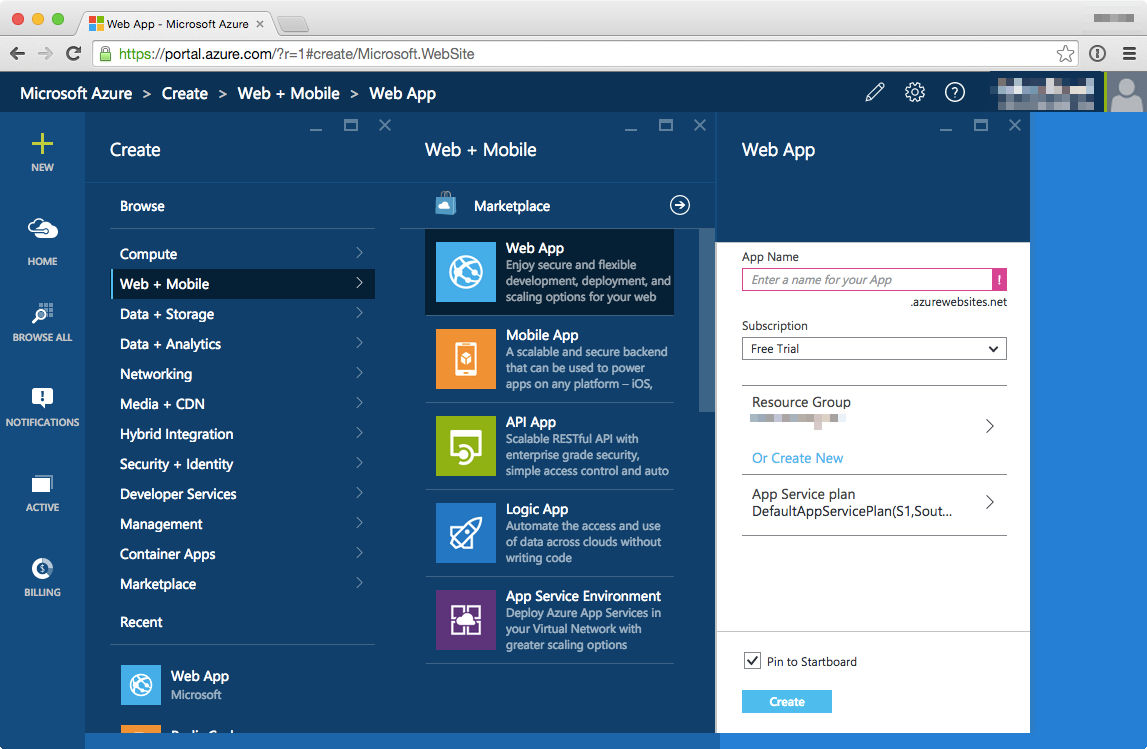 Web App - Microsoft Azure
https://portal.azure.com/?r=1#create/Microsoft.WebSite
Microsoft Azure > Create > Web + Mobile > Web App
NEW
HOME
BROWSE ALL
NOTIFICATIONS
ACTIVE
BILLING
Create
Browse
Compute
Web + Mobile
Data + Storage
Data + Analytics
Networking
Media + CDN
Hybrid Integration
Security + Identity
Developer Services
Management
Container Apps
Marketplace
Recent
Web App
Microsoft
Web + Mobile
Marketplace
Web App
Enjoy secure and flexible
development, deployment, and
scaling options for your web
Mobile App
A scalable and secure backend
that can be used to power
apps on any platform – iOS,
API App
Scalable RESTful API with
enterprise grade security,
simple access control and auto
Logic App
Automate the access and use
of data across clouds without
writing code
App Service Environment
Deploy Azure App Services in
your Virtual Network with
greater scaling options
Web App
App Name
Enter a name for your App !
.azurewebsites.net
Subscription
Free Trial
Resource Group
Or Create New
App Service plan
DefaultAppServicePlan(S1,Sout...
Pin to Startboard
Create